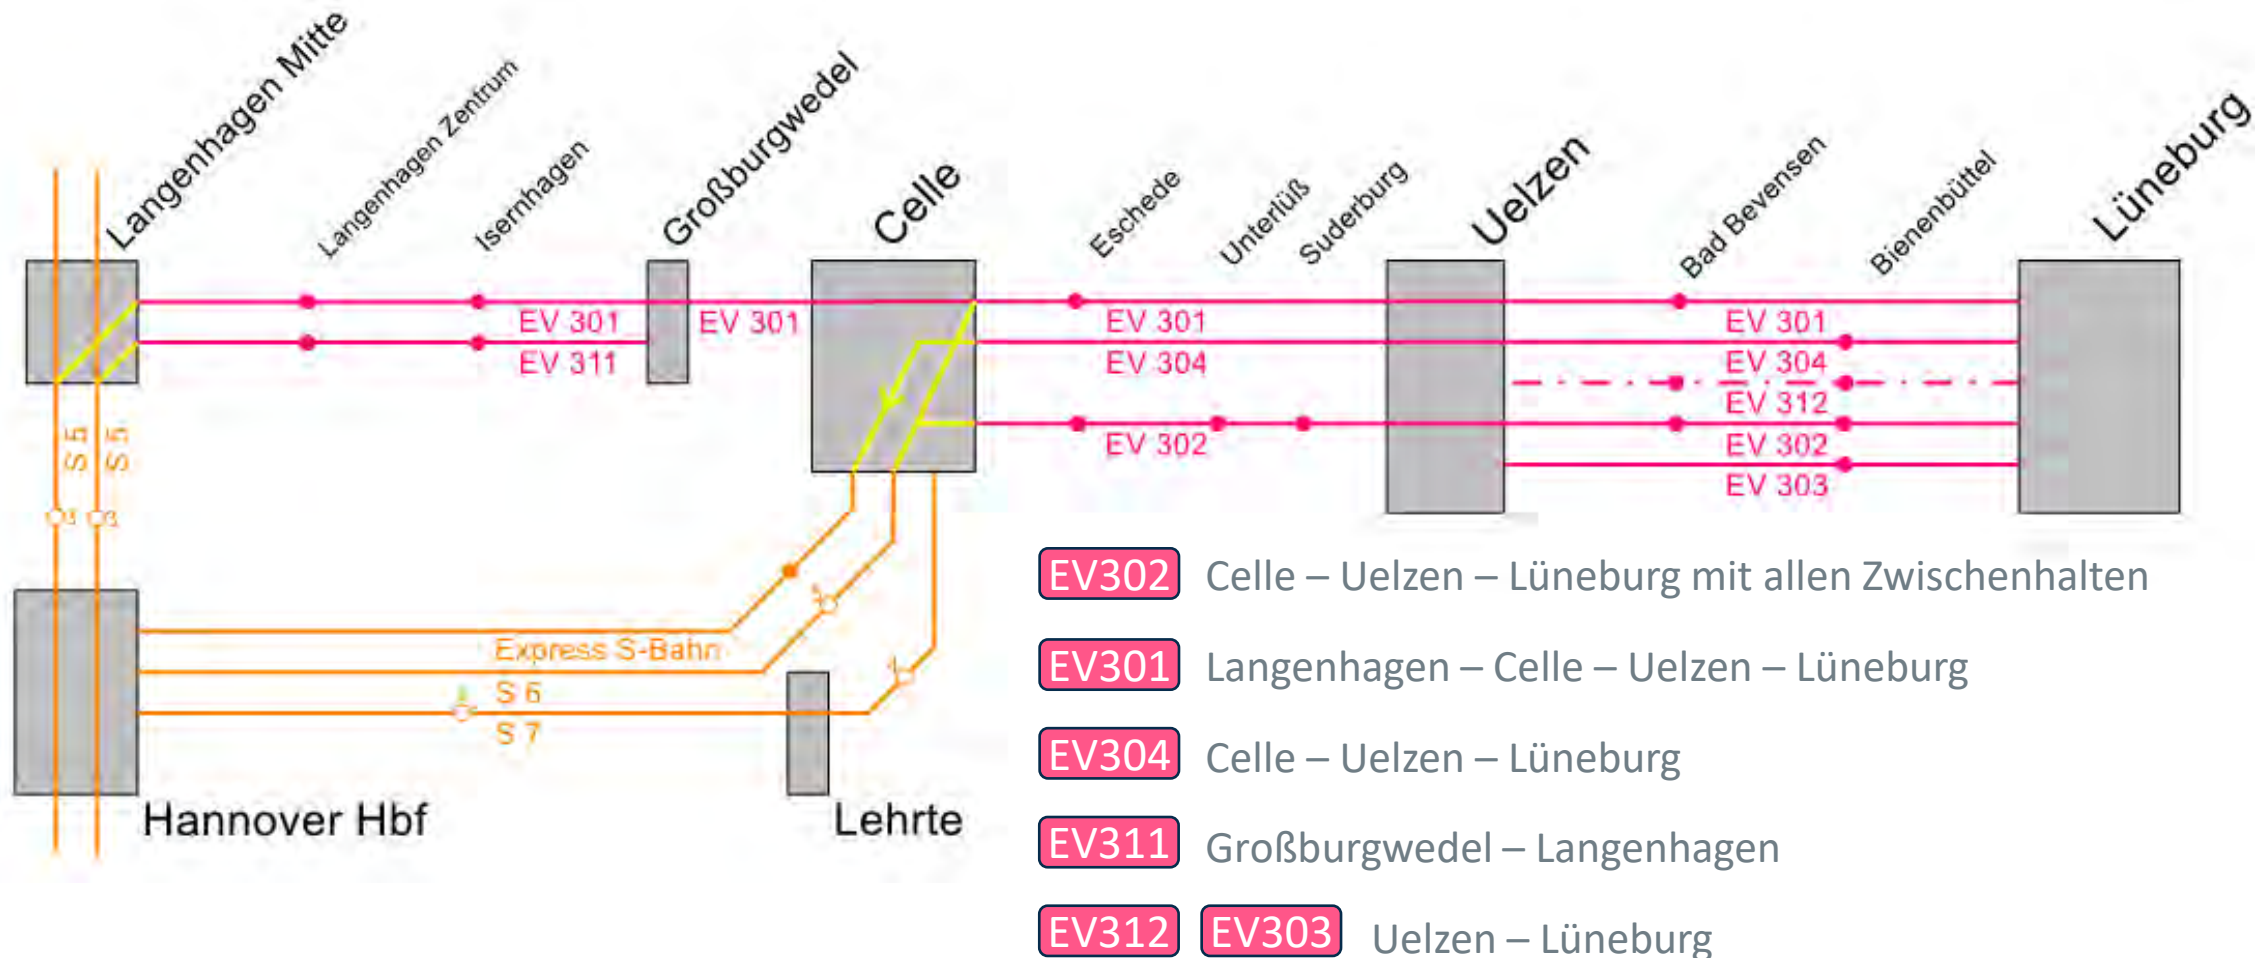 Langenhagen Mitte
Langenhagen Zentrum
Isernhagen
Großburgwedel
Celle
Eschede
Unterlüß
Suderburg
Uelzen
Bad Bevensen
Bienenbüttel
Lüneburg
EV 301
EV 301
EV 301
EV 301
EV 311
EV 304
EV 304
EV 312
EV 302
EV 302
EV 303
S 5
S 5
3
3
Express S-Bahn
S 6
S 7
Hannover Hbf
Lehrte
EV302 Celle – Uelzen – Lüneburg mit allen Zwischenhalten
EV301 Langenhagen – Celle – Uelzen – Lüneburg
EV304 Celle – Uelzen – Lüneburg
EV311 Großburgwedel – Langenhagen
EV312 EV303 Uelzen – Lüneburg